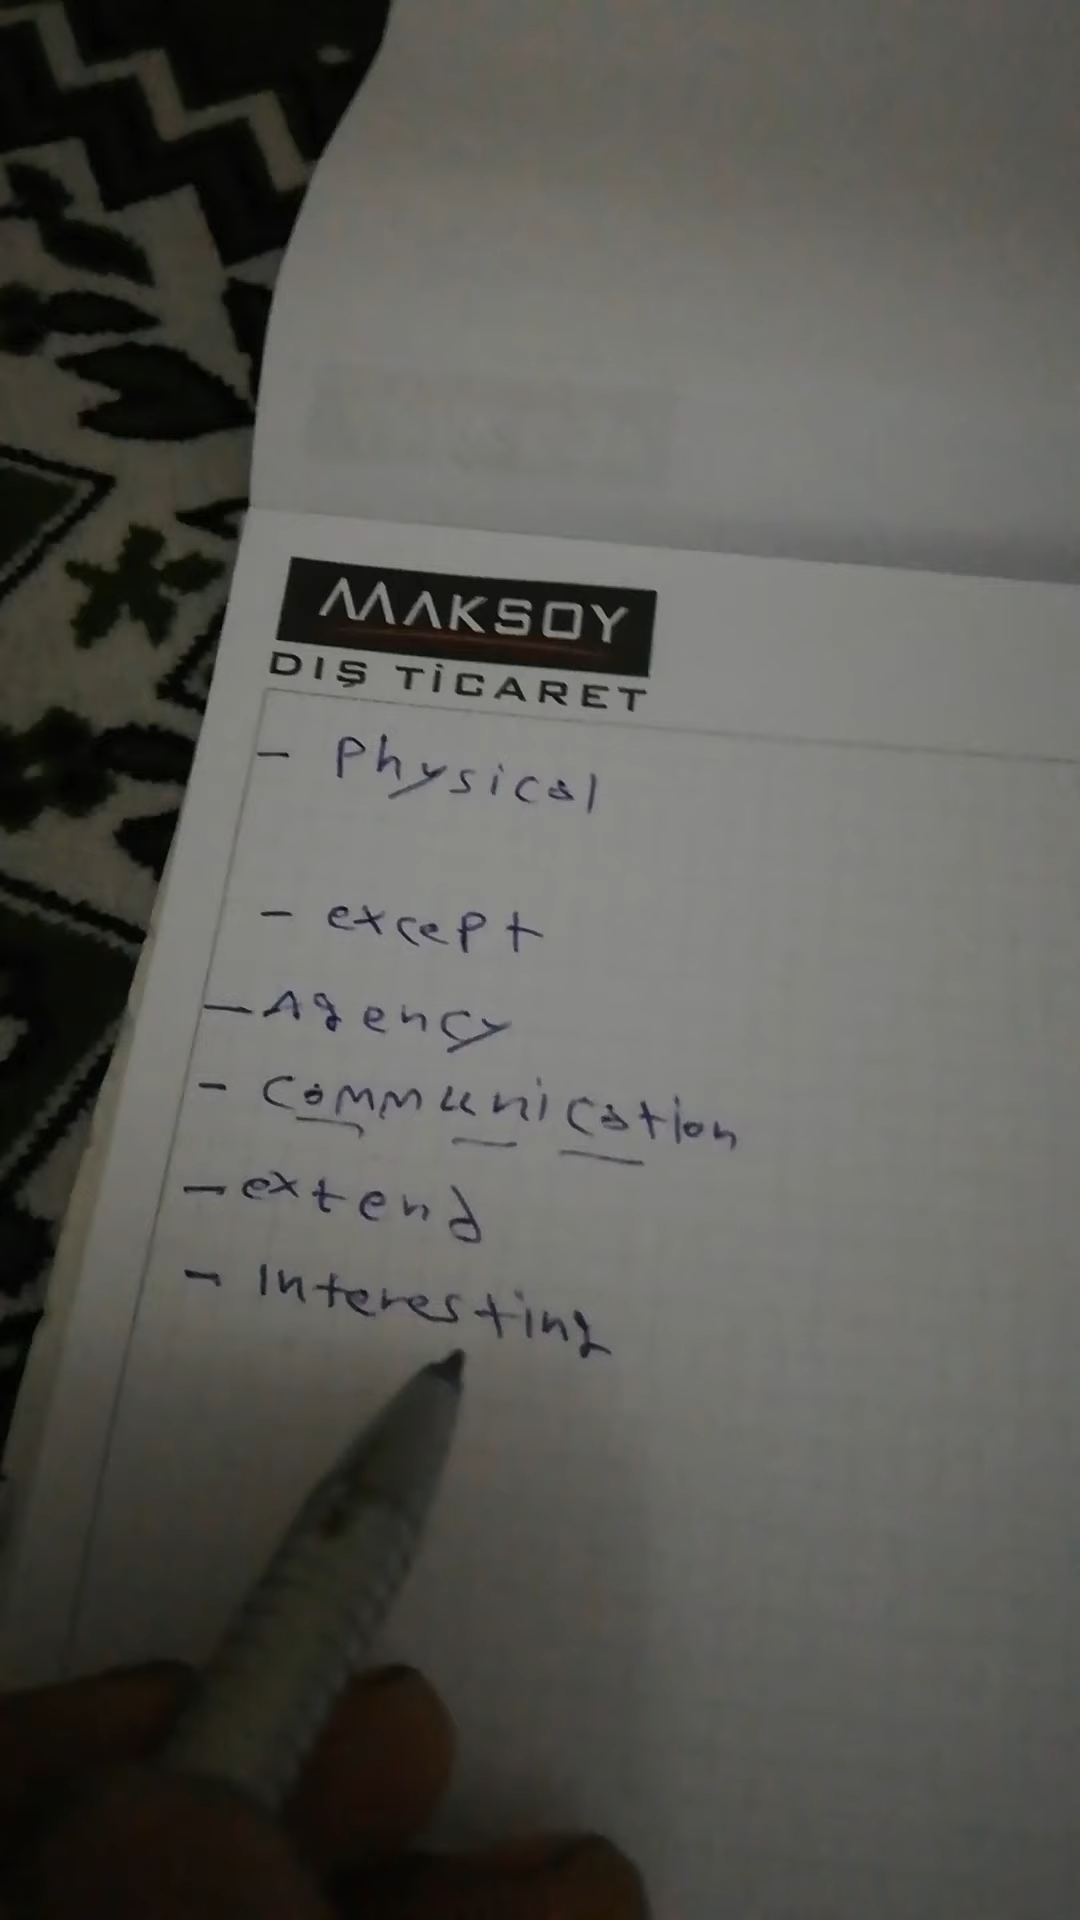 MAKSOY
DIŞ TİCARET
- Physical
- except
- Agency
- Communication
- extend
- Interesting